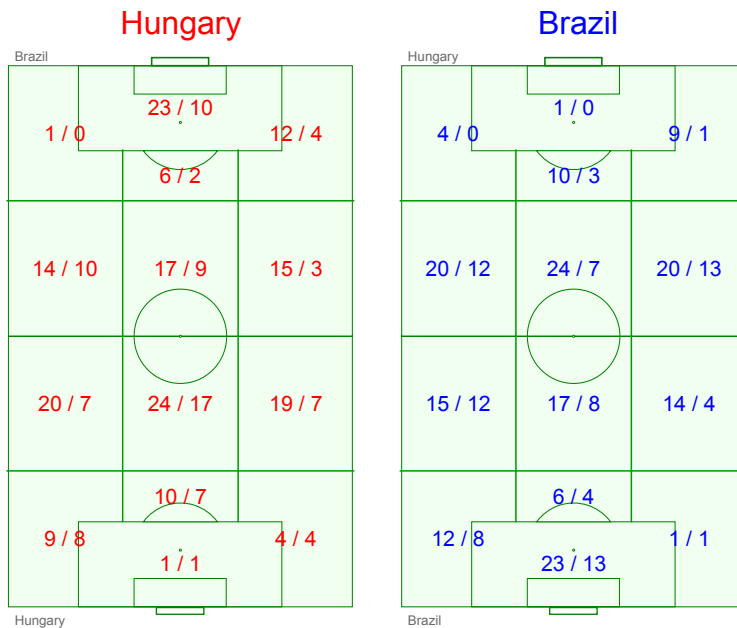 Hungary
Brazil
23 / 10
1 / 0
12 / 4
6 / 2
14 / 10
17 / 9
15 / 3
20 / 7
24 / 17
19 / 7
10 / 7
9 / 8
4 / 4
1 / 1
Hungary
Brazil
Hungary
1 / 0
4 / 0
9 / 1
10 / 3
20 / 12
24 / 7
20 / 13
15 / 12
17 / 8
14 / 4
6 / 4
12 / 8
1 / 1
23 / 13
Brazil